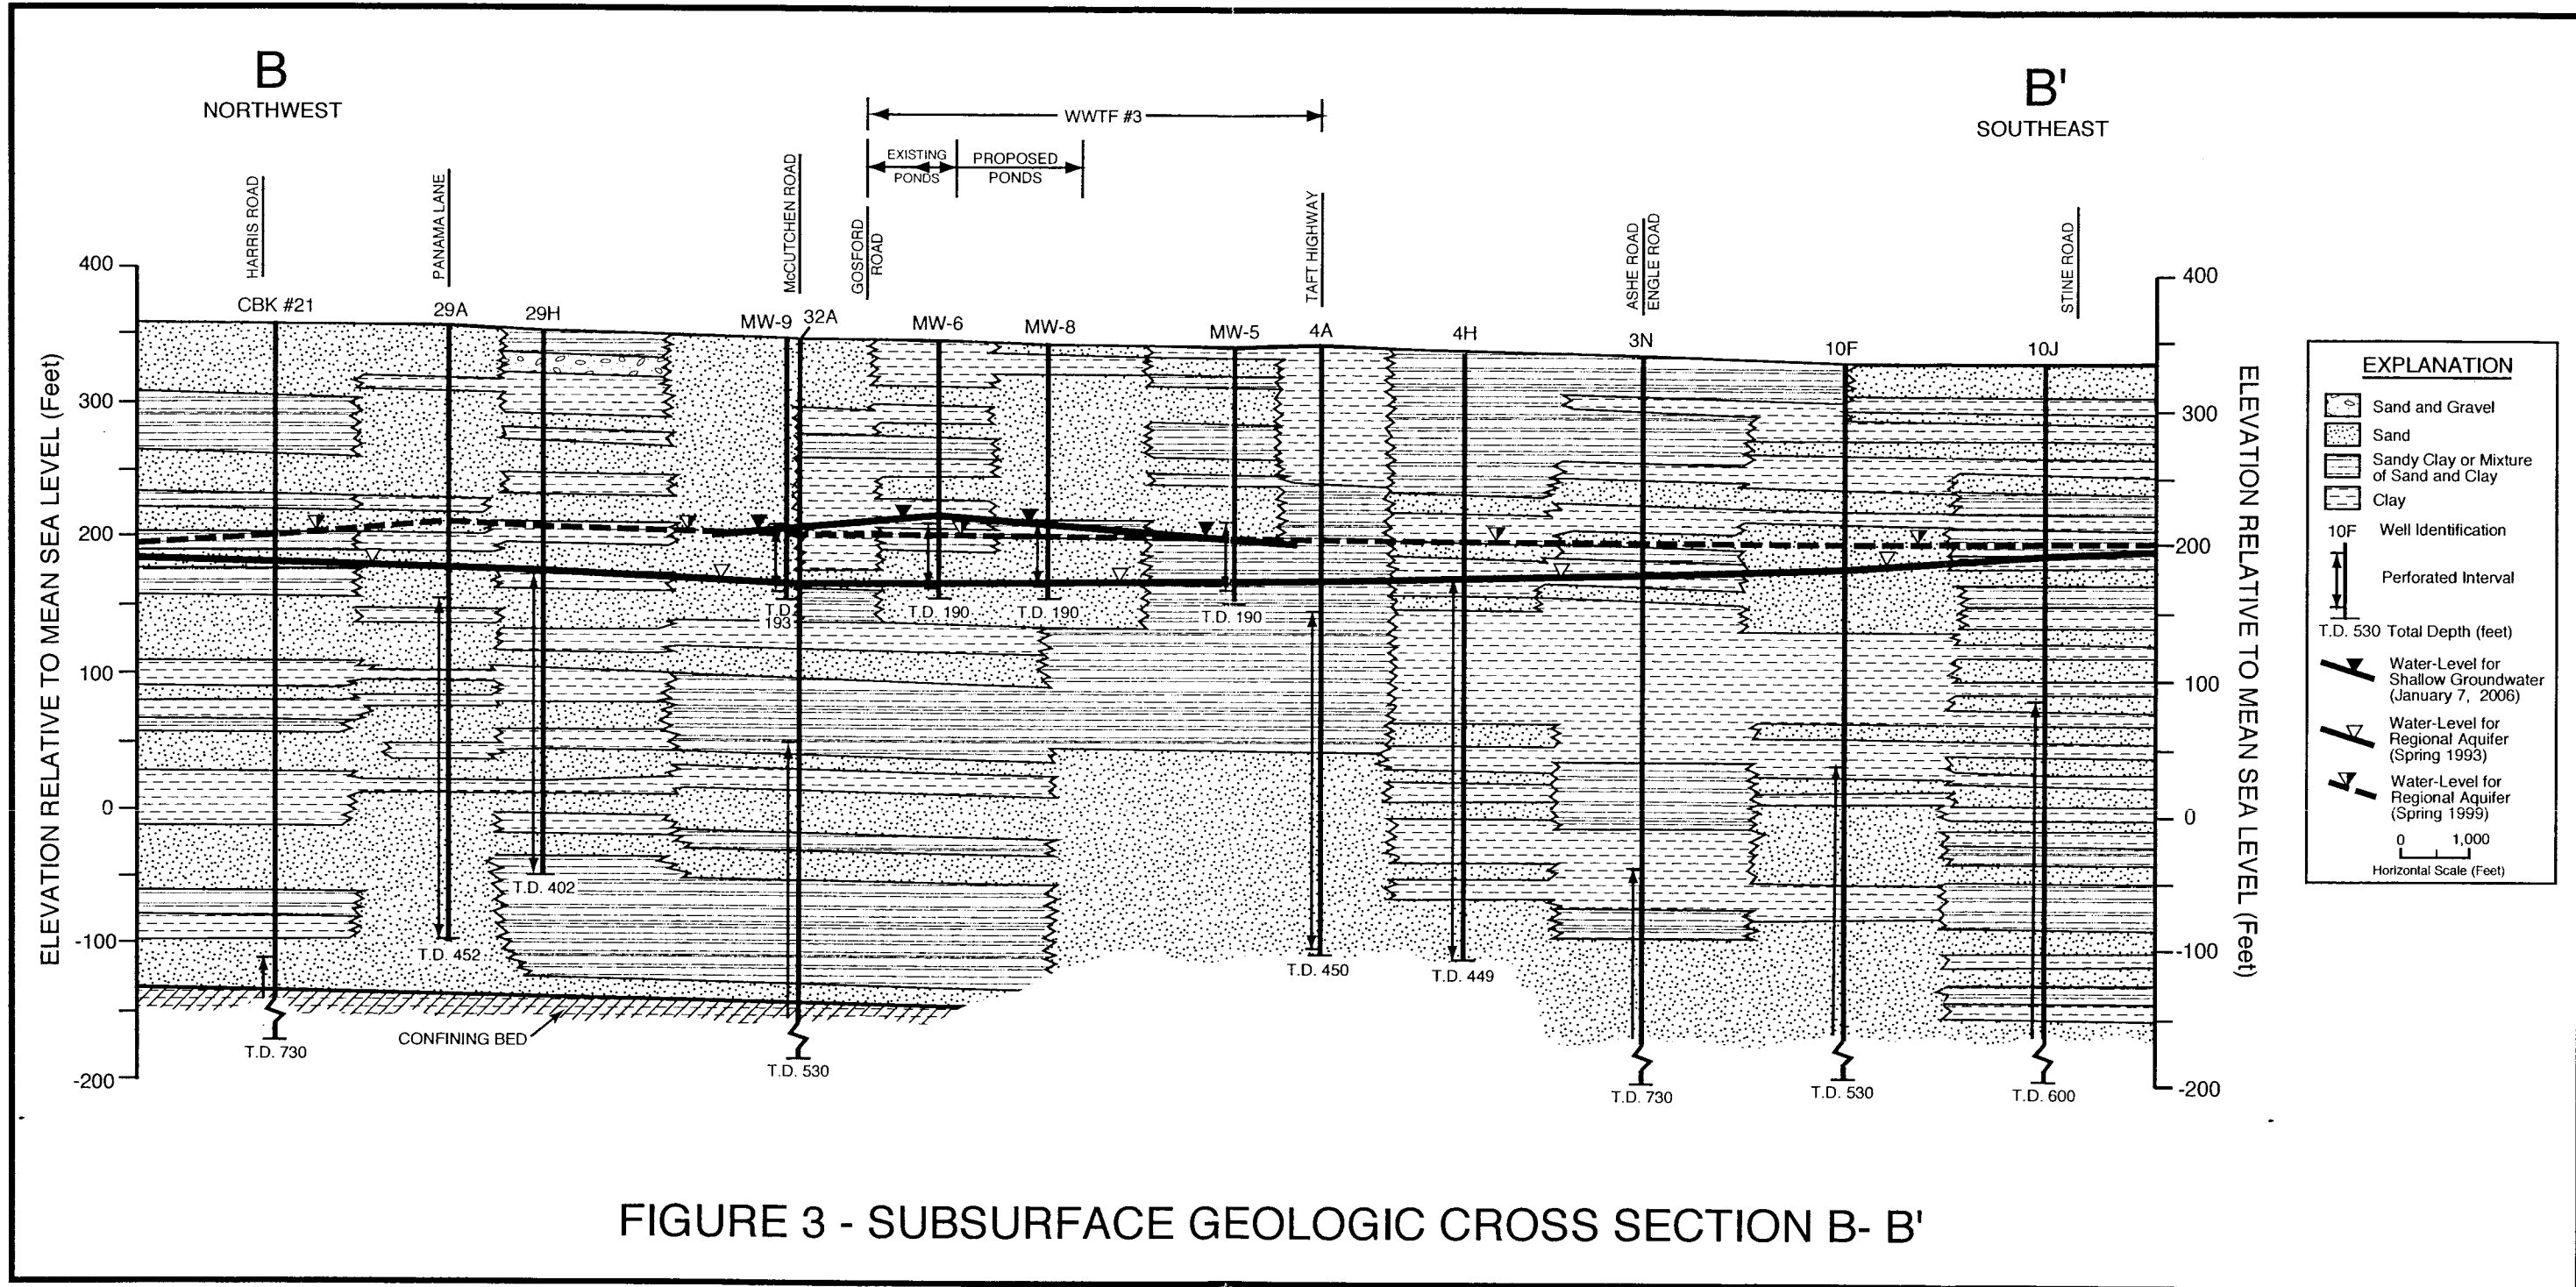 B
NORTHWEST
B'
SOUTHEAST
WWTF #3
EXISTING
PONDS
PROPOSED
PONDS
HARRIS ROAD
PANAMA LANE
McCUTCHEN ROAD
GOSFORD
ROAD
TAFT HIGHWAY
ASHE ROAD
ENGLE ROAD
STINE ROAD
CBK #21
29A
29H
MW-9
32A
MW-6
MW-8
MW-5
4A
4H
3N
10F
10J
ELEVATION RELATIVE TO MEAN SEA LEVEL (Feet)
400
300
200
100
0
-100
-200
T.D.
193
T.D. 190
T.D. 190
T.D. 190
T.D. 402
T.D. 452
T.D. 450
T.D. 449
CONFINING BED
T.D. 730
T.D. 530
T.D. 730
T.D. 530
T.D. 600
400
300
200
100
0
-100
-200
ELEVATION RELATIVE TO MEAN SEA LEVEL (Feet)
EXPLANATION
Sand and Gravel
Sand
Sandy Clay or Mixture
of Sand and Clay
Clay
10F Well Identification
Perforated Interval
T.D. 530 Total Depth (feet)
Water-Level for
Shallow Groundwater
(January 7, 2006)
Water-Level for
Regional Aquifer
(Spring 1993)
Water-Level for
Regional Aquifer
(Spring 1999)
0 1,000
Horizontal Scale (Feet)
FIGURE 3 - SUBSURFACE GEOLOGIC CROSS SECTION B- B'